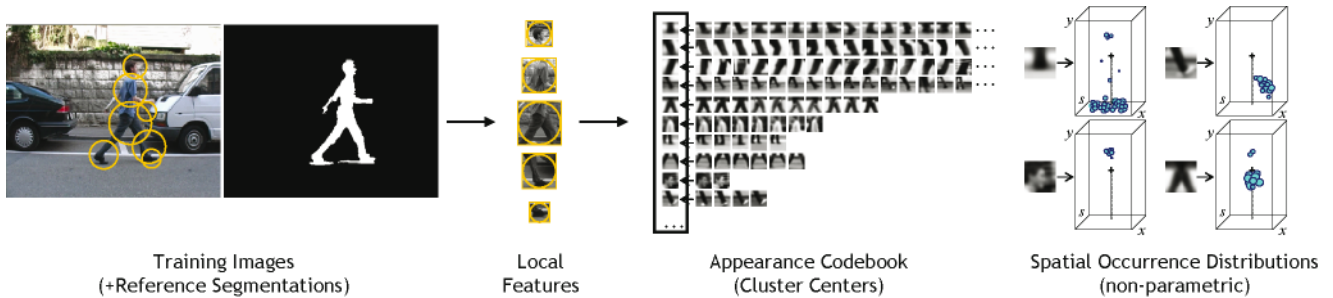 y
s
x
y
s
x
y
s
x
y
s
x
Training Images
(+Reference Segmentations)
Local
Features
Appearance Codebook
(Cluster Centers)
Spatial Occurrence Distributions
(non-parametric)